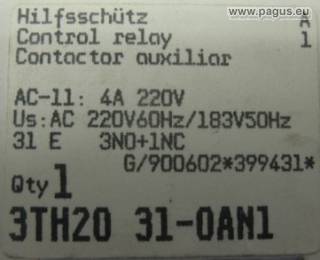 www.pagus.eu
Hilfsschütz A
Control relay 1
Contactor auxiliar
AC-11: 4A 220V
Us: AC 220V60Hz/183V50Hz
31 E 3NO+1NC
G/900602*399431*
Qty 1
3TH20 31-0AN1